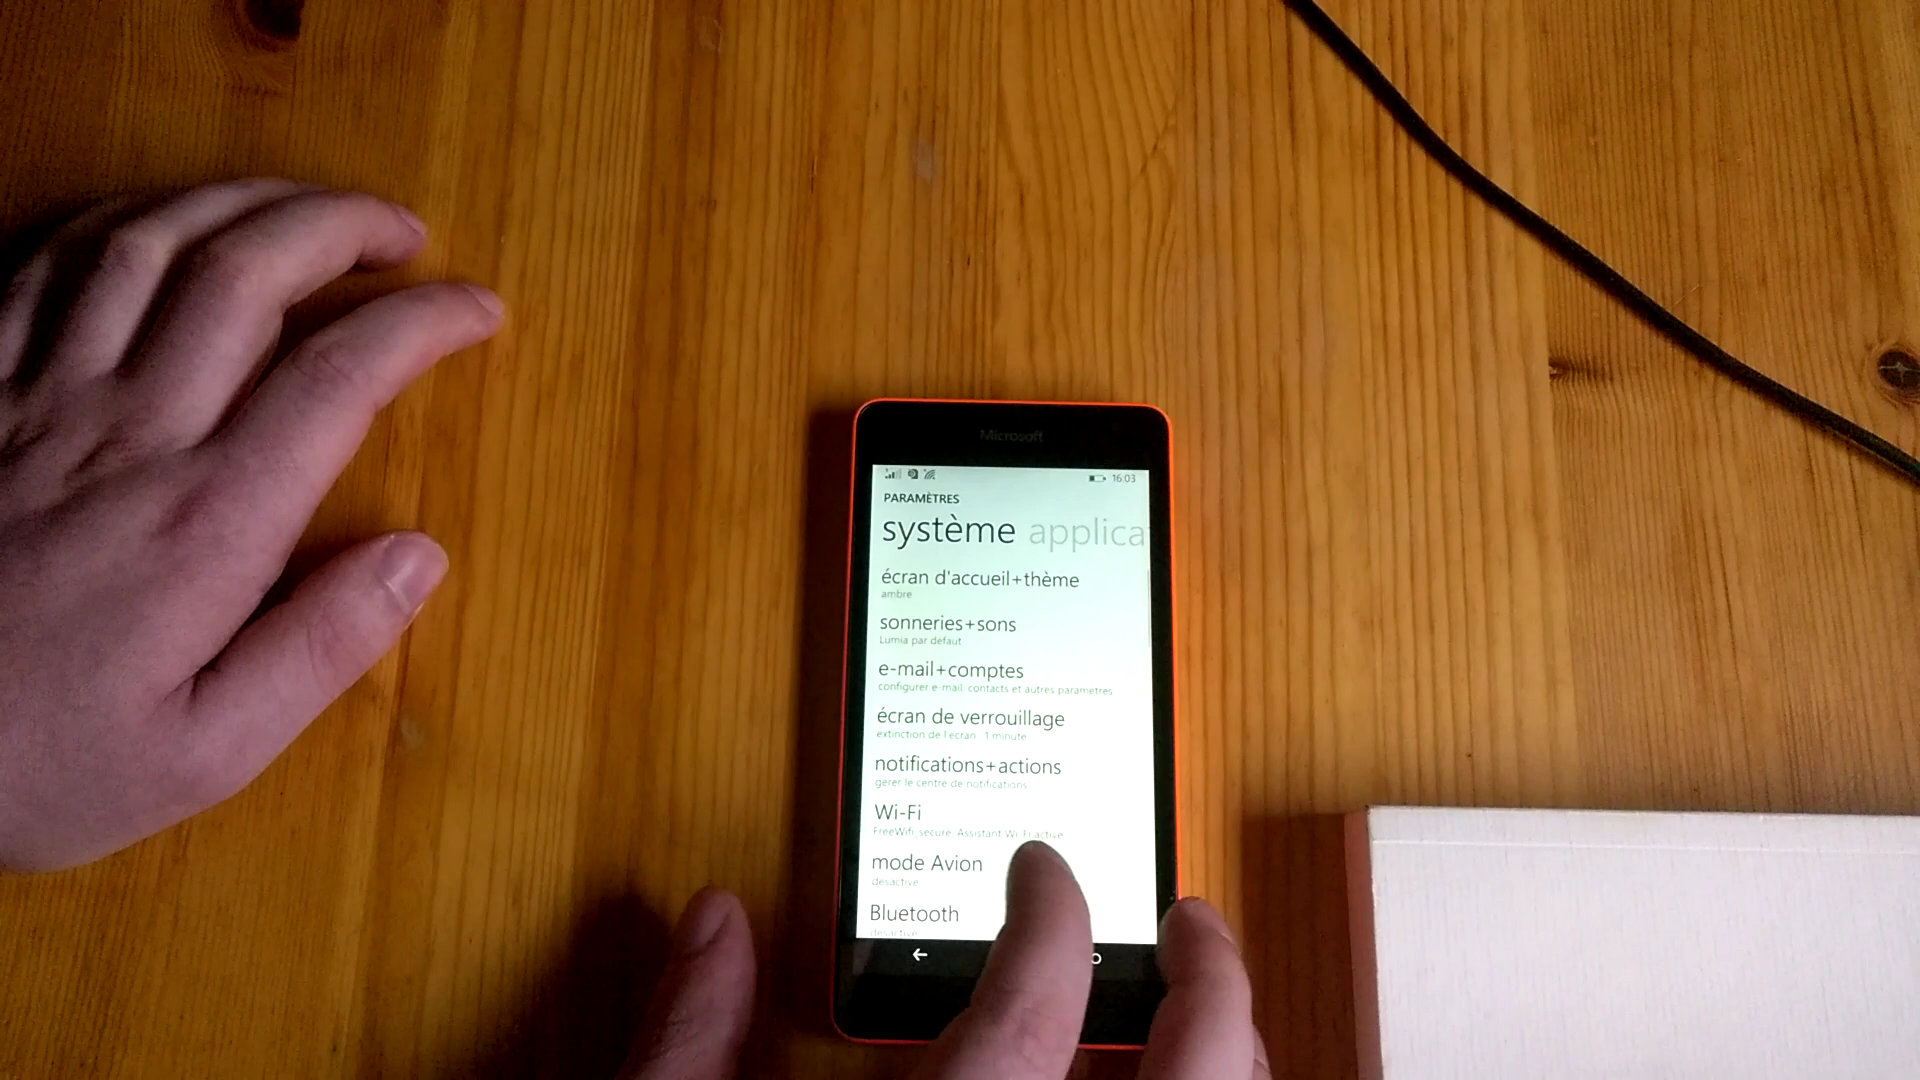 Microsoft
16:03
PARAMÈTRES
système applica
écran d'accueil+thème
ambre
sonneries+sons
Lumia par défaut
e-mail+comptes
configurer e-mail, contacts et autres paramètres
écran de verrouillage
extinction de l'écran : 1 minute
notifications+actions
gérer le centre de notifications
Wi-Fi
FreeWifi_secure. Assistant Wi-Fi activé
mode Avion
désactivé
Bluetooth
désactivé